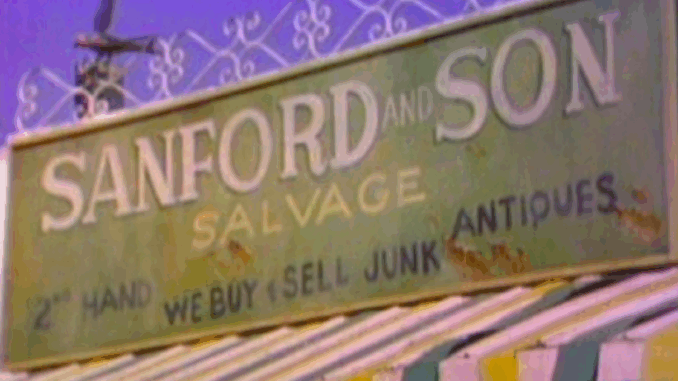 SANFORD AND SON
SALVAGE
2ND HAND WE BUY & SELL JUNK ANTIQUES